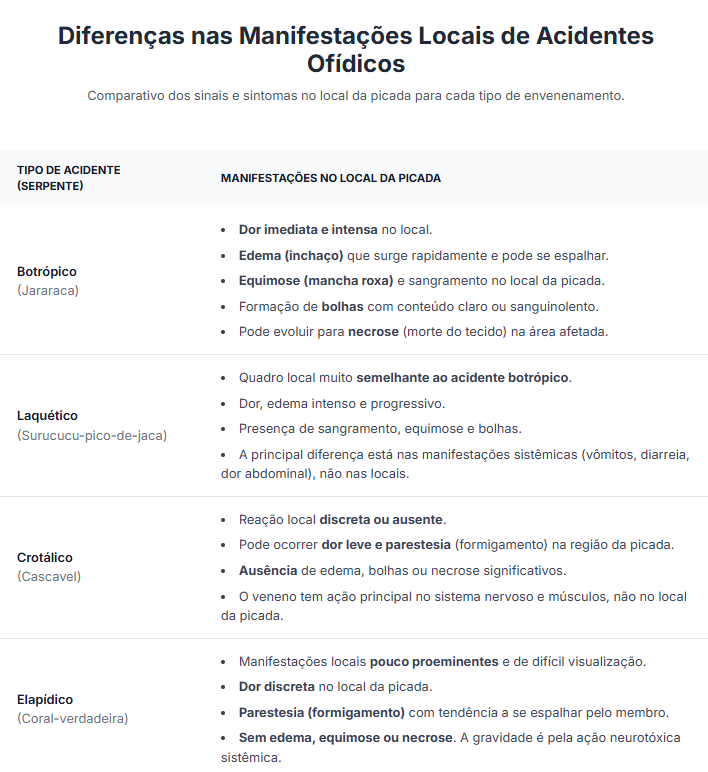 Diferenças nas Manifestações Locais de Acidentes
Ofídicos
Comparativo dos sinais e sintomas no local da picada para cada tipo de envenenamento.
TIPO DE ACIDENTE
(SERPENTE)
MANIFESTAÇÕES NO LOCAL DA PICADA
Botrópico
(Jararaca)
• Dor imediata e intensa no local.
• Edema (inchaço) que surge rapidamente e pode se espalhar.
• Equimose (mancha roxa) e sangramento no local da picada.
• Formação de bolhas com conteúdo claro ou sanguinolento.
• Pode evoluir para necrose (morte do tecido) na área afetada.
Laquético
(Surucucu-pico-de-jaca)
• Quadro local muito semelhante ao acidente botrópico.
• Dor, edema intenso e progressivo.
• Presença de sangramento, equimose e bolhas.
• A principal diferença está nas manifestações sistêmicas (vômitos, diarreia,
dor abdominal), não nas locais.
Crotálico
(Cascavel)
• Reação local discreta ou ausente.
• Pode ocorrer dor leve e parestesia (formigamento) na região da picada.
• Ausência de edema, bolhas ou necrose significativos.
• O veneno tem ação principal no sistema nervoso e músculos, não no local
da picada.
Elapídico
(Coral-verdadeira)
• Manifestações locais pouco proeminentes e de difícil visualização.
• Dor discreta no local da picada.
• Parestesia (formigamento) com tendência a se espalhar pelo membro.
• Sem edema, equimose ou necrose. A gravidade é pela ação neurotóxica
sistêmica.